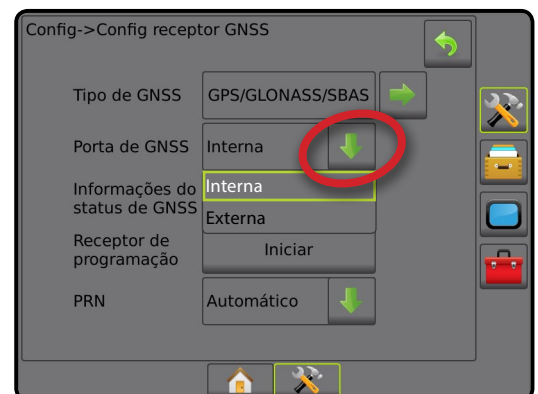 Config->Config receptor GNSS
Tipo de GNSS GPS/GLONASS/SBAS
Porta de GNSS Interna
Interna
Externa
Informações do
status de GNSS
Receptor de
programação
Iniciar
PRN Automático